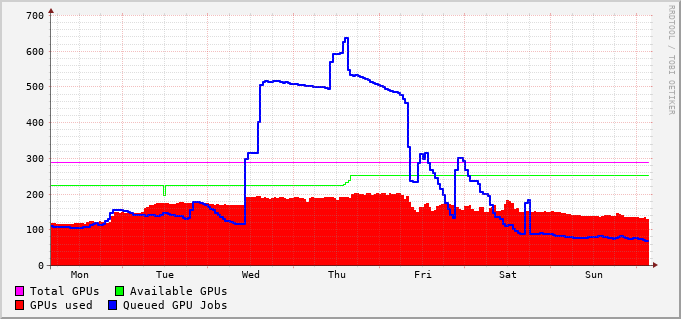 700
600
500
400
300
200
100
0
Mon Tue Wed Thu Fri Sat Sun
Total GPUs Available GPUs
GPUs used Queued GPU Jobs
RRDTOOL / TOBI OETIKER